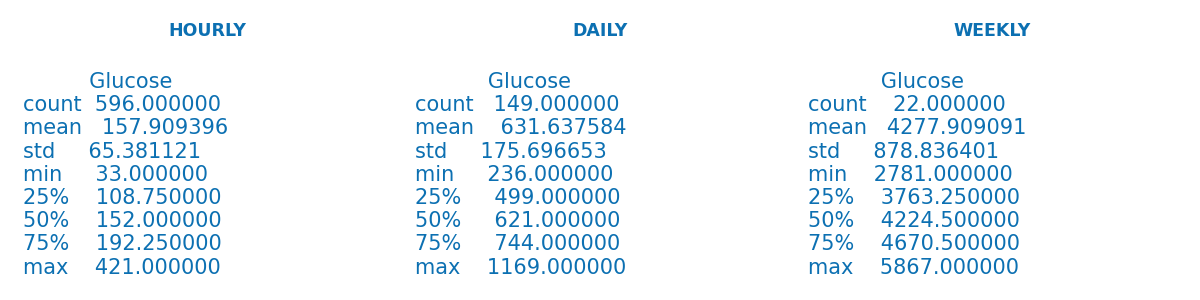 HOURLY DAILY WEEKLY
Glucose Glucose Glucose
count 596.000000 count 149.000000 count 22.000000
mean 157.909396 mean 631.637584 mean 4277.909091
std 65.381121 std 175.696653 std 878.836401
min 33.000000 min 236.000000 min 2781.000000
25% 108.750000 25% 499.000000 25% 3763.250000
50% 152.000000 50% 621.000000 50% 4224.500000
75% 192.250000 75% 744.000000 75% 4670.500000
max 421.000000 max 1169.000000 max 5867.000000